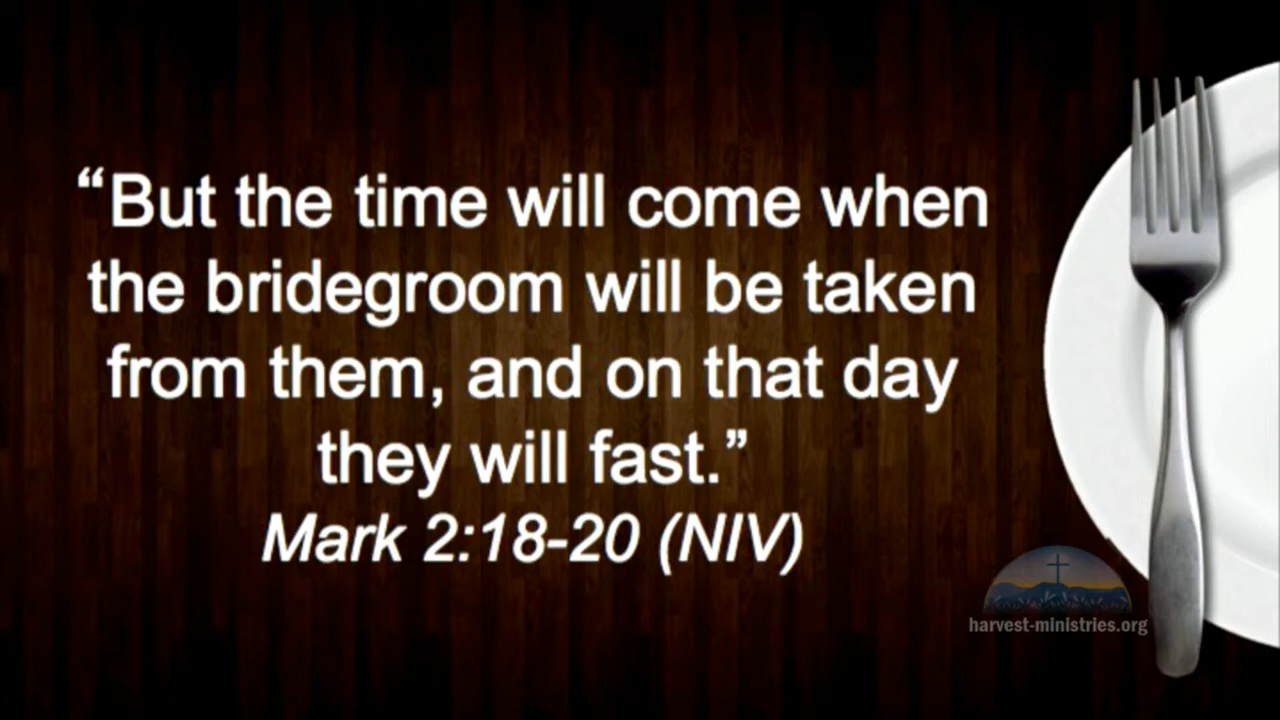 “But the time will come when
the bridegroom will be taken
from them, and on that day
they will fast.”
Mark 2:18-20 (NIV)
harvest-ministries.org